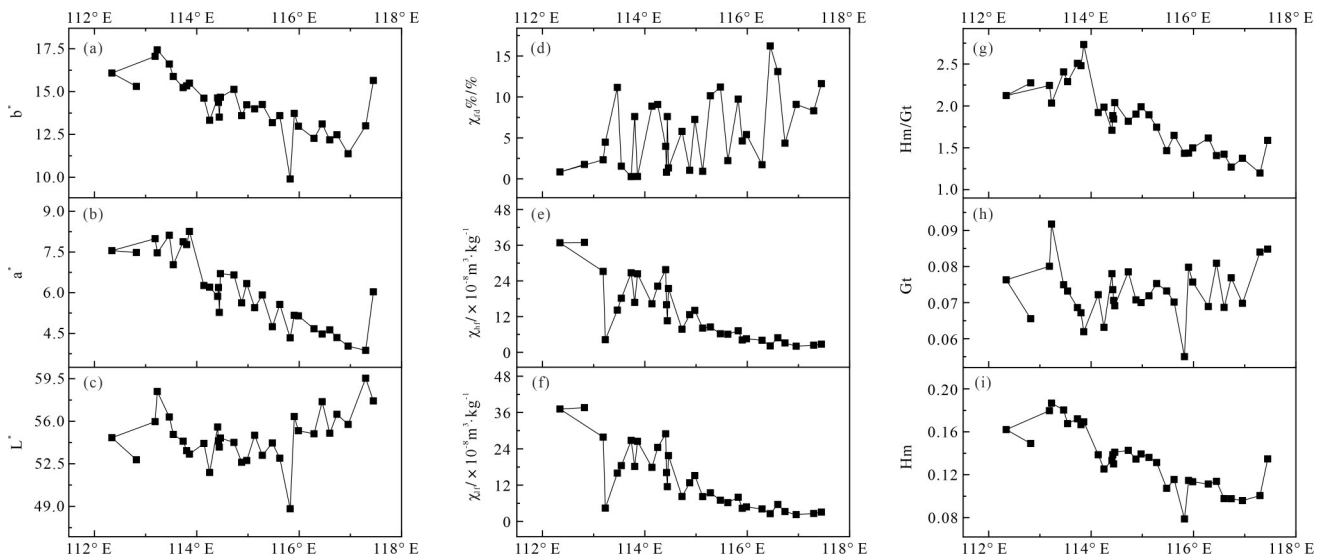 112° E 114° E 116° E 118° E
17.5
15.0
12.5
10.0
b*
(a)
9.0
7.5
6.0
4.5
a*
(b)
59.5
56.0
52.5
49.0
L*
(c)
112° E 114° E 116° E 118° E
112° E 114° E 116° E 118° E
15
10
5
0
χfd%/%
(d)
48
36
24
12
0
χhf/×10⁻⁸m³·kg⁻¹
(e)
48
36
24
12
0
χlf/×10⁻⁸m³·kg⁻¹
(f)
112° E 114° E 116° E 118° E
112° E 114° E 116° E 118° E
2.5
2.0
1.5
1.0
Hm/Gt
(g)
0.09
0.08
0.07
0.06
Gt
(h)
0.20
0.16
0.12
0.08
Hm
(i)
112° E 114° E 116° E 118° E